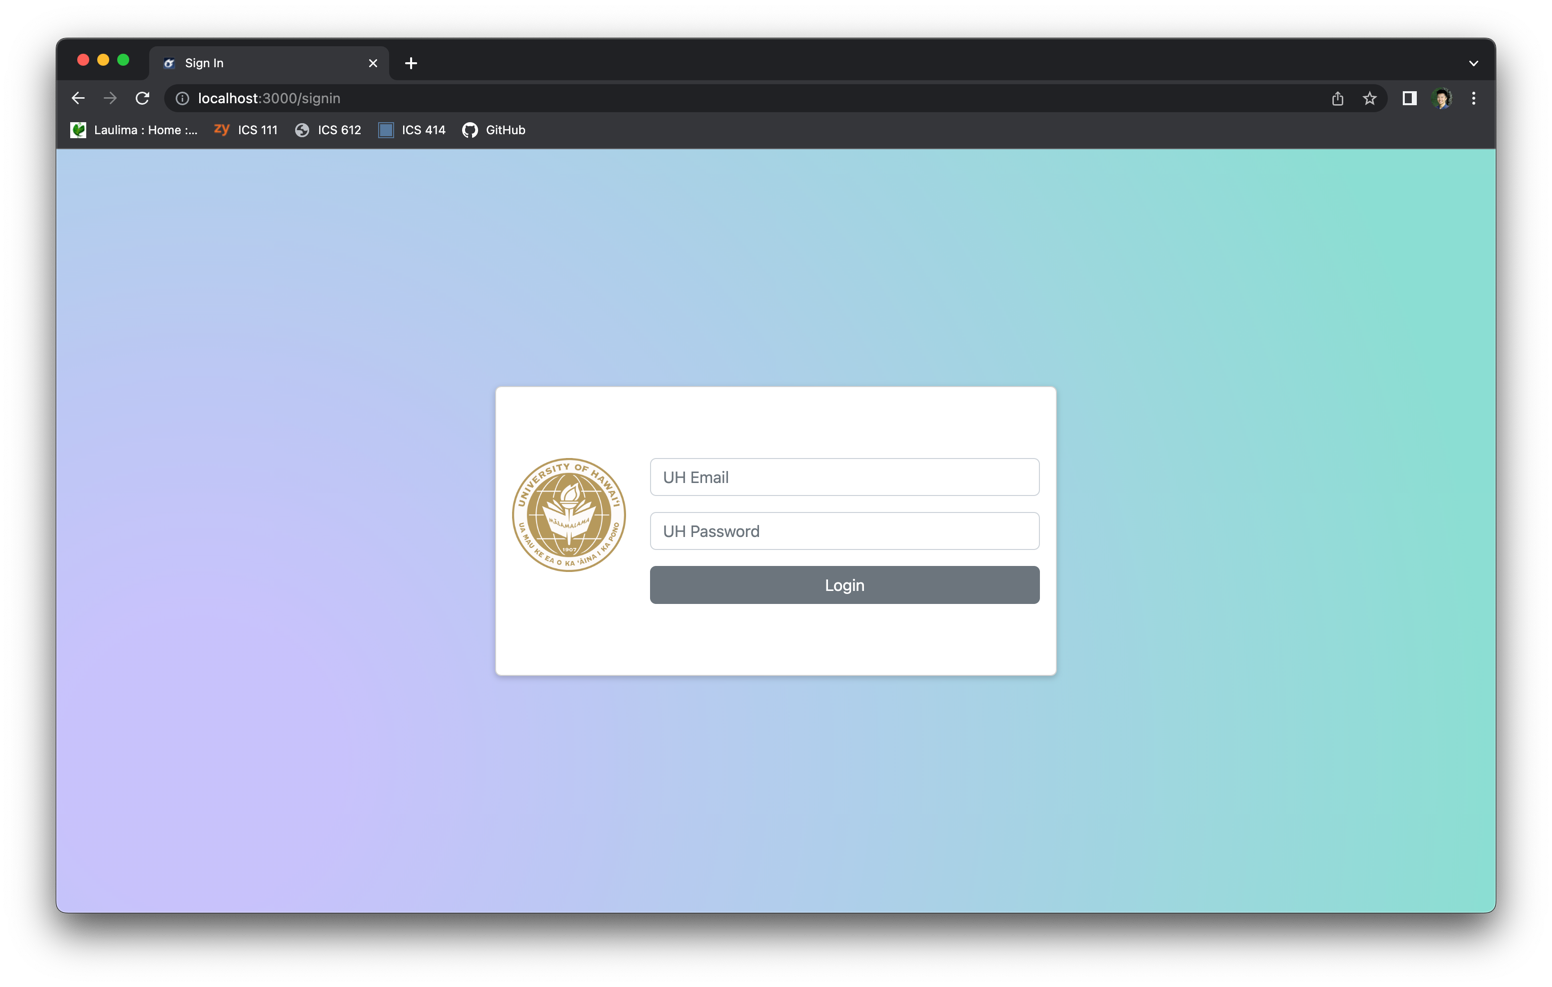 Sign In
localhost:3000/signin
Laulima : Home :...
zy ICS 111
ICS 612
ICS 414
GitHub
UNIVERSITY OF HAWAI‘I
MĀLAMALAMA
1907
UA MAU KE EA O KA ‘ĀINA I KA PONO
UH Email
UH Password
Login